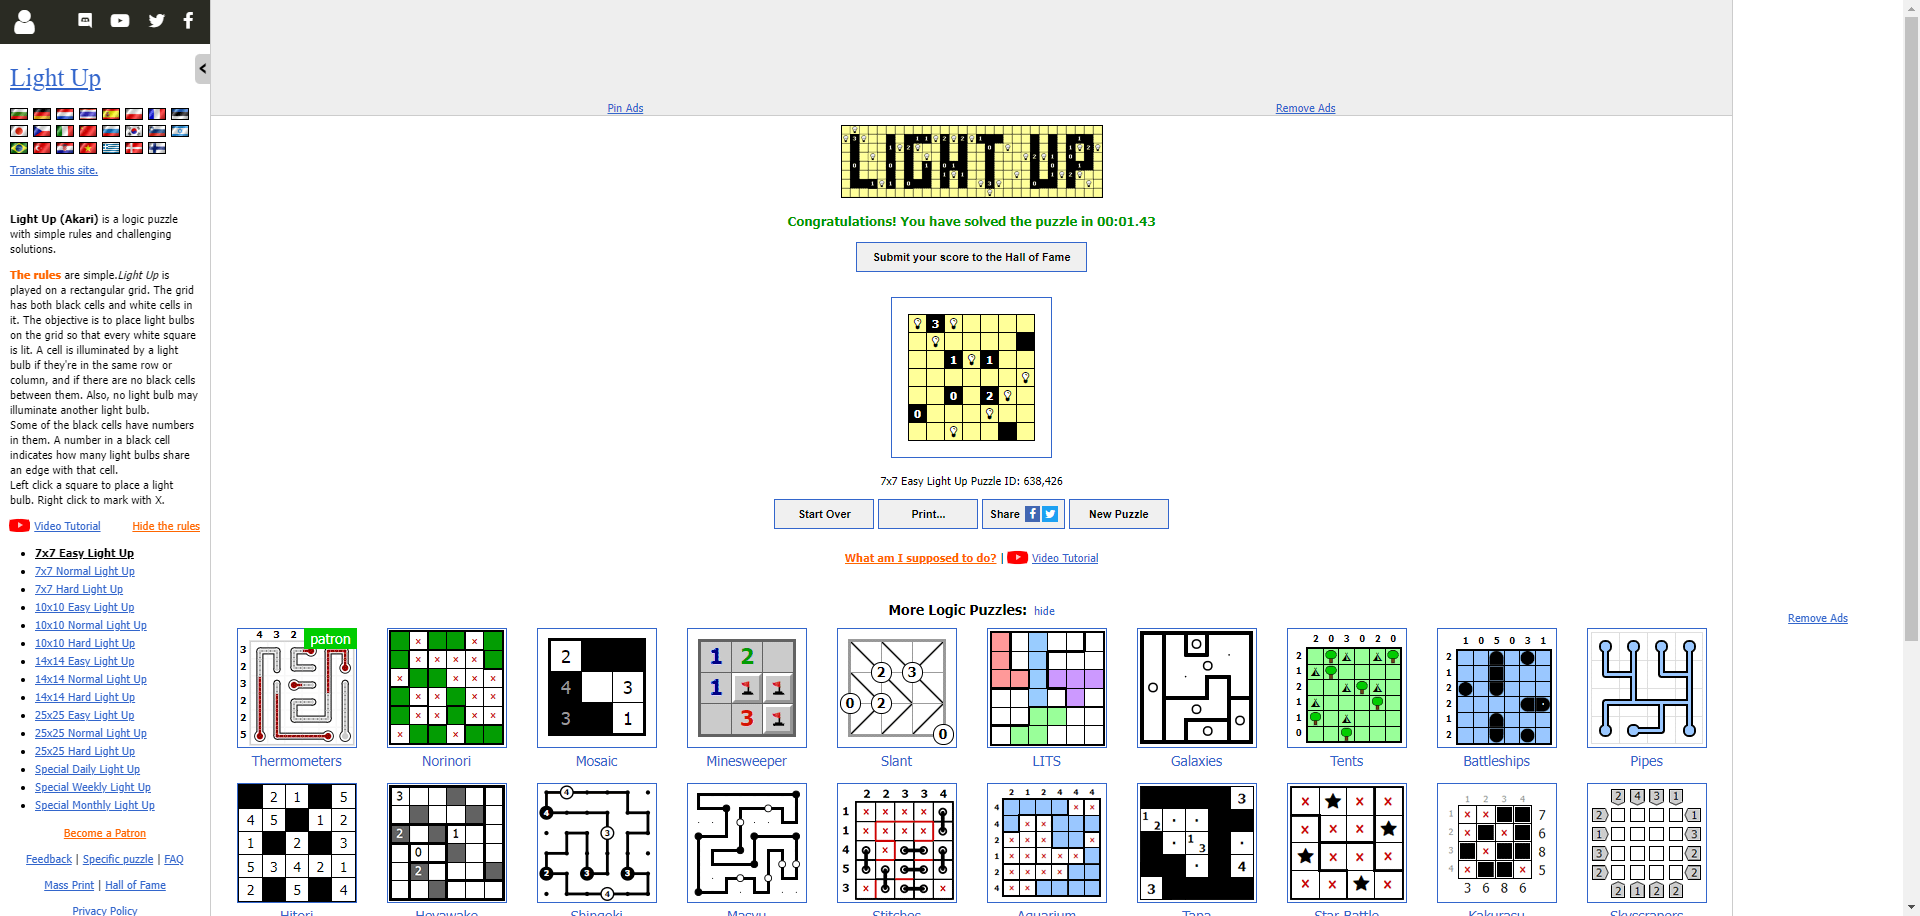 Light Up
Translate this site.
Light Up (Akari) is a logic puzzle
with simple rules and challenging
solutions.
The rules are simple.Light Up is
played on a rectangular grid. The grid
has both black cells and white cells in
it. The objective is to place light bulbs
on the grid so that every white square
is lit. A cell is illuminated by a light
bulb if they're in the same row or
column, and if there are no black cells
between them. Also, no light bulb may
illuminate another light bulb.
Some of the black cells have numbers
in them. A number in a black cell
indicates how many light bulbs share
an edge with that cell.
Left click a square to place a light
bulb. Right click to mark with X.
Video Tutorial Hide the rules
7x7 Easy Light Up
7x7 Normal Light Up
7x7 Hard Light Up
10x10 Easy Light Up
10x10 Normal Light Up
10x10 Hard Light Up
14x14 Easy Light Up
14x14 Normal Light Up
14x14 Hard Light Up
25x25 Easy Light Up
25x25 Normal Light Up
25x25 Hard Light Up
Special Daily Light Up
Special Weekly Light Up
Special Monthly Light Up
Become a Patron
Feedback | Specific puzzle | FAQ
Mass Print | Hall of Fame
Privacy Policy
Pin Ads Remove Ads
LIGHT UP
Congratulations! You have solved the puzzle in 00:01.43
Submit your score to the Hall of Fame
3
1 1
0 2
0
7x7 Easy Light Up Puzzle ID: 638,426
Start Over Print... Share New Puzzle
What am I supposed to do? | Video Tutorial
More Logic Puzzles: hide
Remove Ads
patron
Thermometers Norinori Mosaic Minesweeper Slant LITS Galaxies Tents Battleships Pipes
Hitori Heyawake Shingoki Masyu Stitches Aquarium Tapa Star Battle Kakurasu Skyscrapers